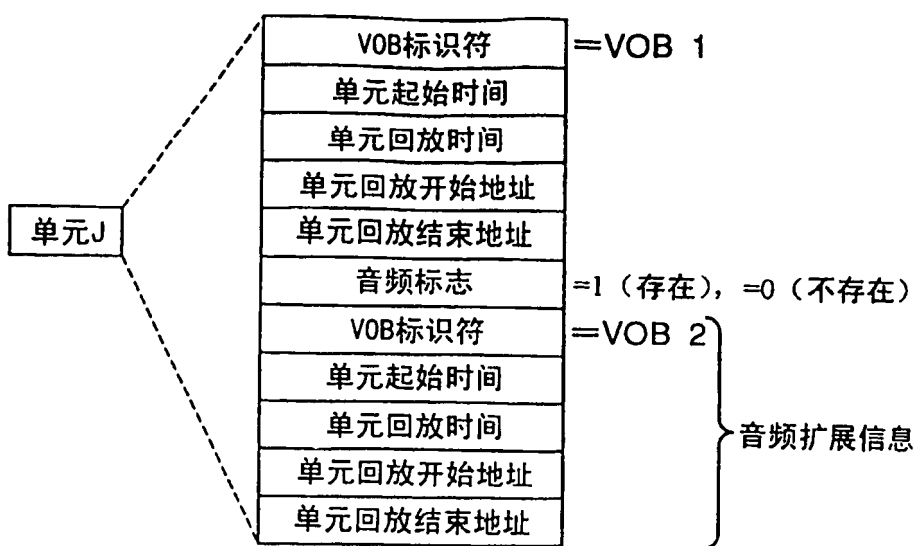 VOB标识符 =VOB 1
单元起始时间
单元回放时间
单元回放开始地址
单元J
单元回放结束地址
音频标志 =1（存在），=0（不存在）
VOB标识符 =VOB 2
单元起始时间
单元回放时间
音频扩展信息
单元回放开始地址
单元回放结束地址